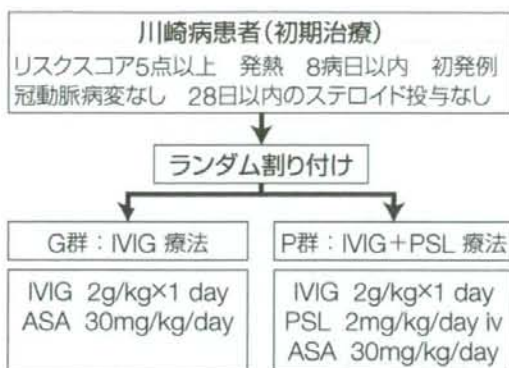 川崎病患者(初期治療)
リスクスコア5点以上 発熱 8病日以内 初発例
冠動脈病変なし 28日以内のステロイド投与なし
ランダム割り付け
G群:IVIG 療法
IVIG 2g/kg×1 day
ASA 30mg/kg/day
P群:IVIG+PSL 療法
IVIG 2g/kg×1 day
PSL 2mg/kg/day iv
ASA 30mg/kg/day